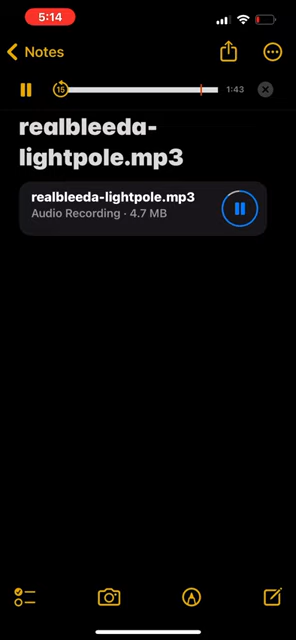 5:14
Notes
15
1:43
realbleeda-
lightpole.mp3
realbleeda-lightpole.mp3
Audio Recording · 4.7 MB